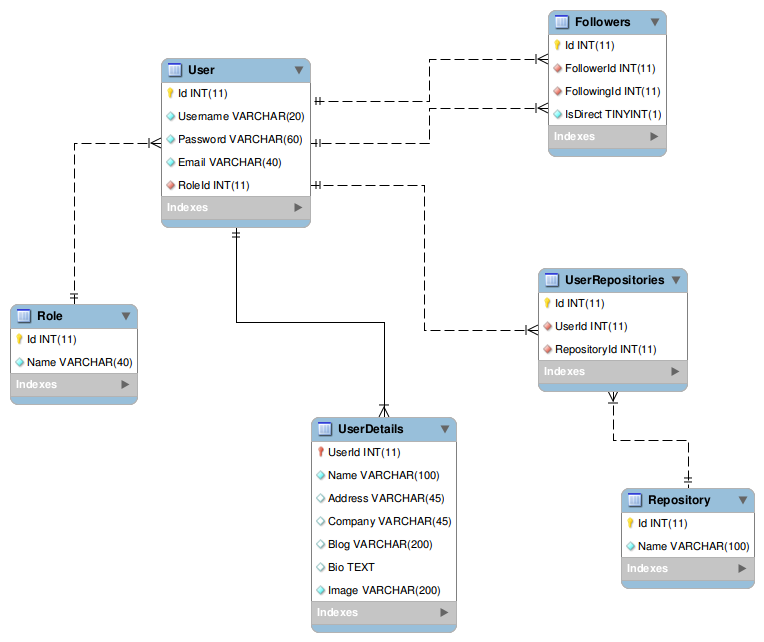 Followers
Id INT(11)
FollowerId INT(11)
FollowingId INT(11)
IsDirect TINYINT(1)
Indexes
User
Id INT(11)
Username VARCHAR(20)
Password VARCHAR(60)
Email VARCHAR(40)
RoleId INT(11)
Indexes
UserRepositories
Id INT(11)
UserId INT(11)
RepositoryId INT(11)
Indexes
Role
Id INT(11)
Name VARCHAR(40)
Indexes
UserDetails
UserId INT(11)
Name VARCHAR(100)
Address VARCHAR(45)
Company VARCHAR(45)
Blog VARCHAR(200)
Bio TEXT
Image VARCHAR(200)
Indexes
Repository
Id INT(11)
Name VARCHAR(100)
Indexes